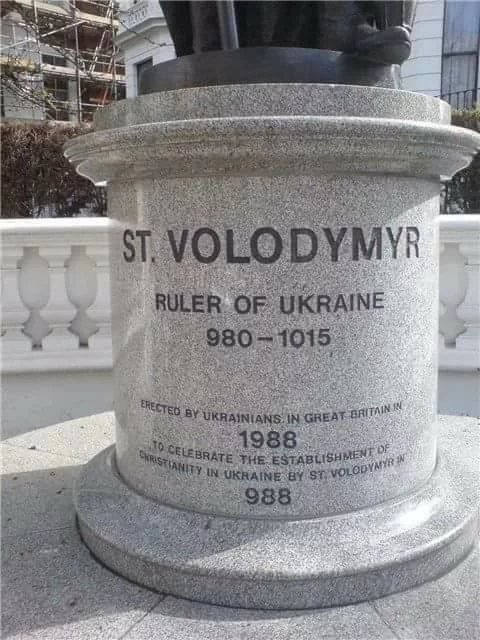 ST. VOLODYMYR
RULER OF UKRAINE
980 – 1015
ERECTED BY UKRAINIANS IN GREAT BRITAIN IN
1988
TO CELEBRATE THE ESTABLISHMENT OF
CHRISTIANITY IN UKRAINE BY ST. VOLODYMYR IN
988